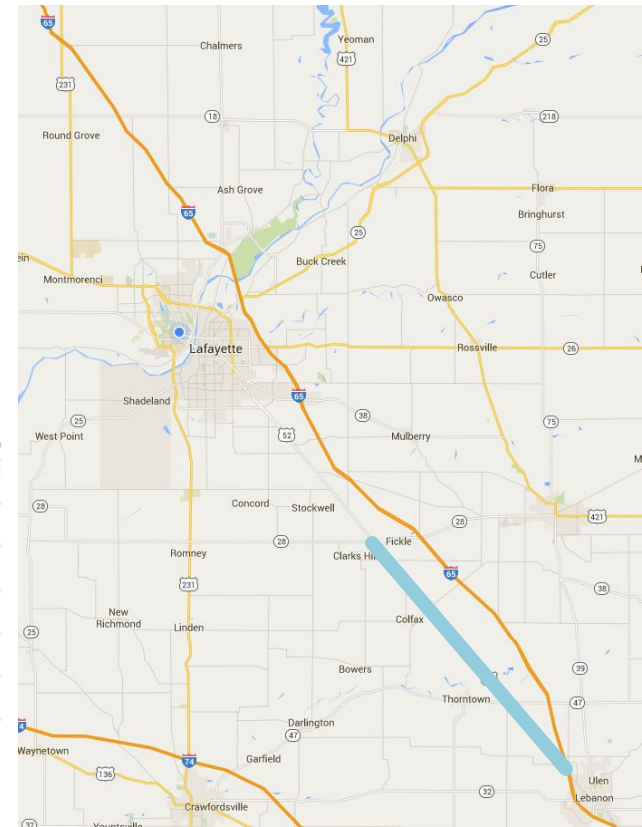 65
Chalmers
Yeoman
421
25
231
18
218
Round Grove
Delphi
Ash Grove
Flora
65
Bringhurst
25
75
Buck Creek
Montmorenci
Cutler
Owasco
Lafayette
Rossville
26
Shadeland
65
38
75
25
52
West Point
Mulberry
Concord
Stockwell
28
28
421
28
Fickle
Romney
Clarks
65
231
38
New
Richmond
Colfax
25
Linden
39
Bowers
Thorntown
47
Darlington
47
Waynetown
74
Garfield
136
Ulen
32
Lebanon
Crawfordsville
32